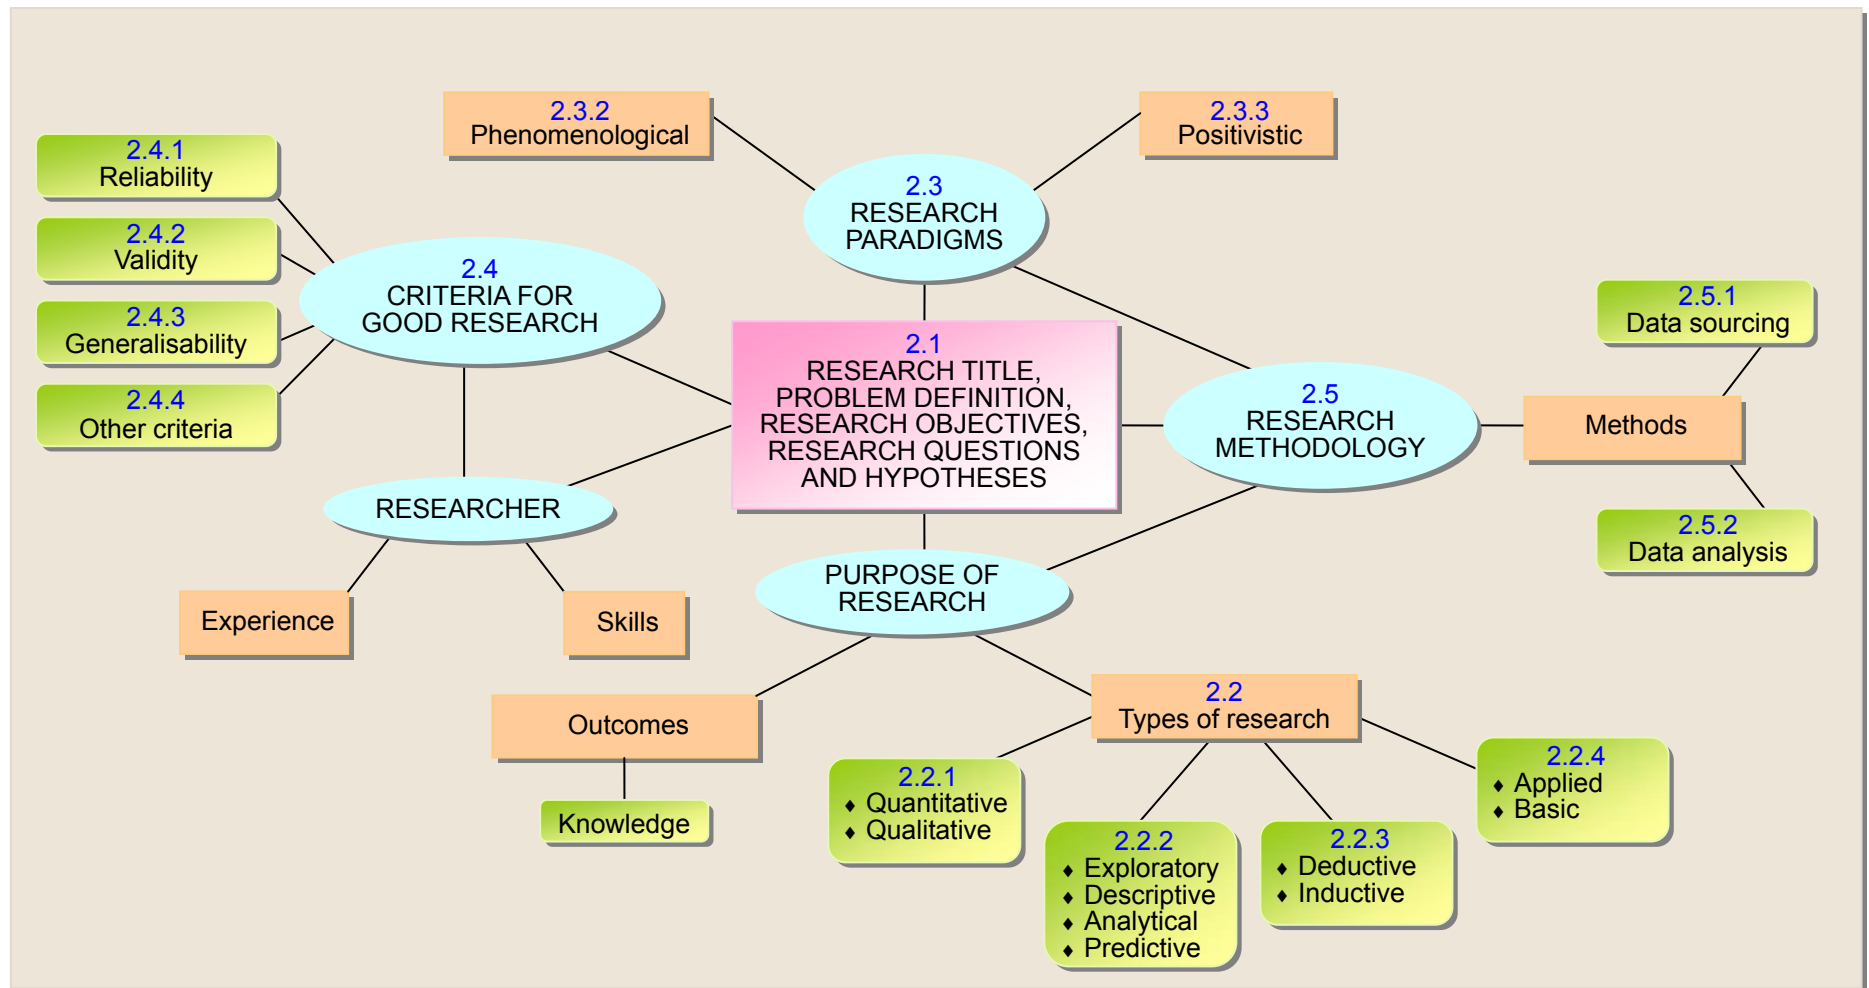 2.3.2
Phenomenological
2.3.3
Positivistic
2.4.1
Reliability
2.4.2
Validity
2.4.3
Generalisability
2.4.4
Other criteria
2.3
RESEARCH
PARADIGMS
2.4
CRITERIA FOR
GOOD RESEARCH
2.1
RESEARCH TITLE,
PROBLEM DEFINITION,
RESEARCH OBJECTIVES,
RESEARCH QUESTIONS
AND HYPOTHESES
2.5
RESEARCH
METHODOLOGY
2.5.1
Data sourcing
Methods
2.5.2
Data analysis
RESEARCHER
Experience
Skills
PURPOSE OF
RESEARCH
Outcomes
Knowledge
2.2
Types of research
2.2.1
♦ Quantitative
♦ Qualitative
2.2.2
♦ Exploratory
♦ Descriptive
♦ Analytical
♦ Predictive
2.2.3
♦ Deductive
♦ Inductive
2.2.4
♦ Applied
♦ Basic